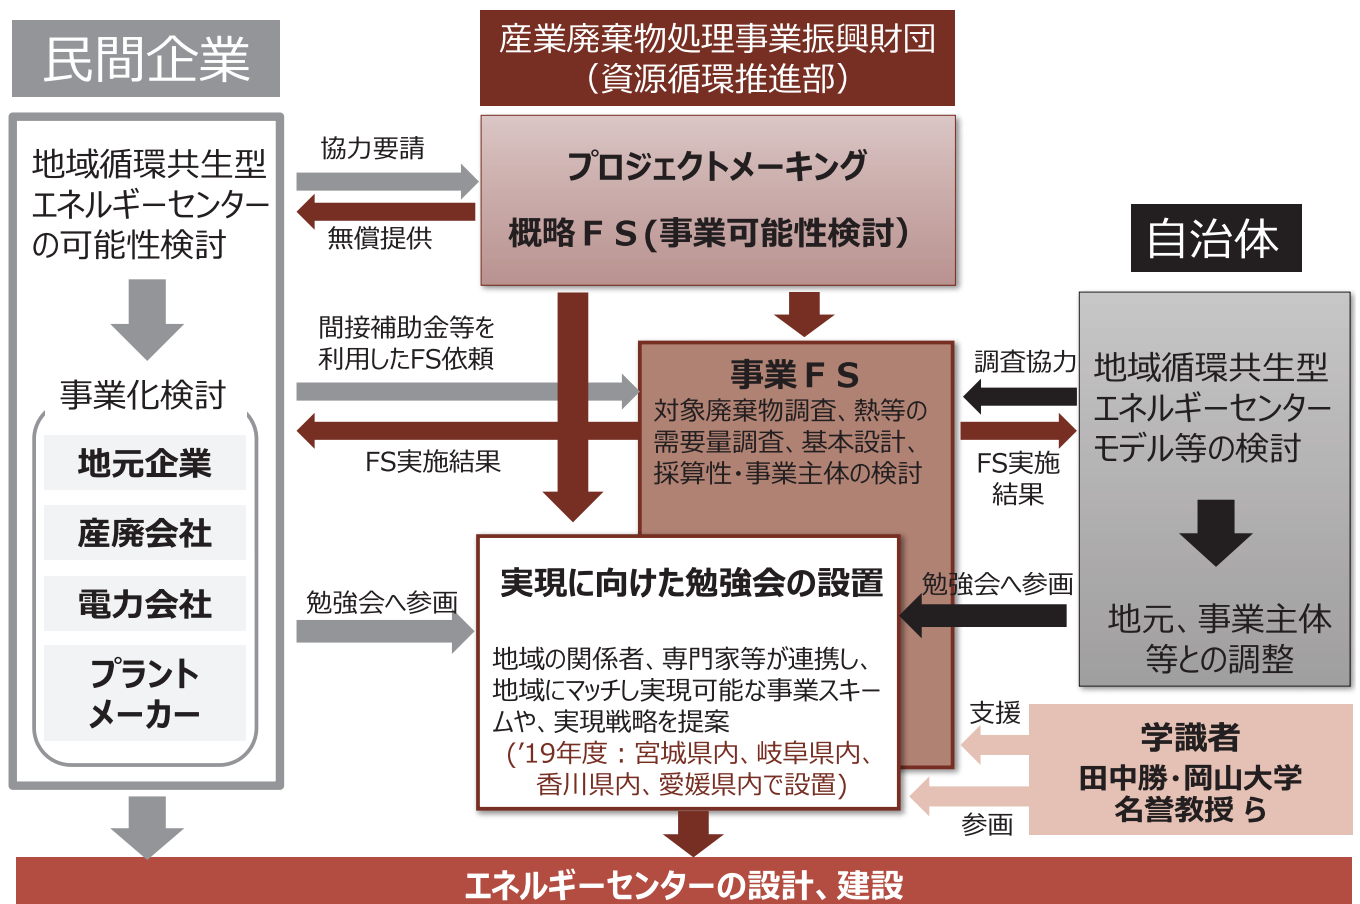 民間企業
地域循環共生型
エネルギーセンター
の可能性検討
事業化検討
地元企業
産廃会社
電力会社
プラント
メーカー
協力要請
無償提供
間接補助金等を
利用したFS依頼
FS実施結果
勉強会へ参画
産業廃棄物処理事業振興財団
（資源循環推進部）
プロジェクトメーキング
概略ＦＳ(事業可能性検討）
事業ＦＳ
対象廃棄物調査、熱等の
需要量調査、基本設計、
採算性・事業主体の検討
実現に向けた勉強会の設置
地域の関係者、専門家等が連携し、
地域にマッチし実現可能な事業スキー
ムや、実現戦略を提案
(’19年度：宮城県内、岐阜県内、
香川県内、愛媛県内で設置)
調査協力
FS実施
結果
勉強会へ参画
自治体
地域循環共生型
エネルギーセンター
モデル等の検討
地元、事業主体
等との調整
支援
参画
学識者
田中勝・岡山大学
名誉教授 ら
エネルギーセンターの設計、建設